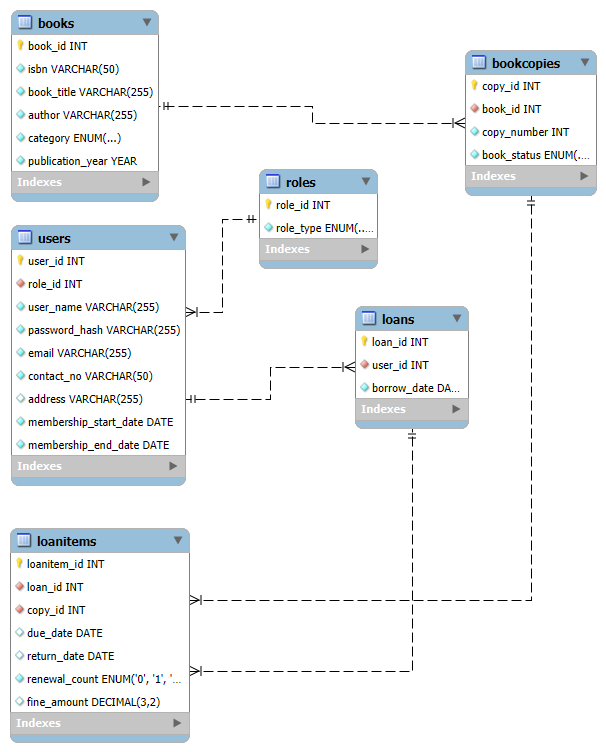 books
book_id INT
isbn VARCHAR(50)
book_title VARCHAR(255)
author VARCHAR(255)
category ENUM(...)
publication_year YEAR
Indexes
bookcopies
copy_id INT
book_id INT
copy_number INT
book_status ENUM(...
Indexes
roles
role_id INT
role_type ENUM(...
Indexes
users
user_id INT
role_id INT
user_name VARCHAR(255)
password_hash VARCHAR(255)
email VARCHAR(255)
contact_no VARCHAR(50)
address VARCHAR(255)
membership_start_date DATE
membership_end_date DATE
Indexes
loans
loan_id INT
user_id INT
borrow_date DA...
Indexes
loanitems
loanitem_id INT
loan_id INT
copy_id INT
due_date DATE
return_date DATE
renewal_count ENUM('0', '1', '...
fine_amount DECIMAL(3,2)
Indexes